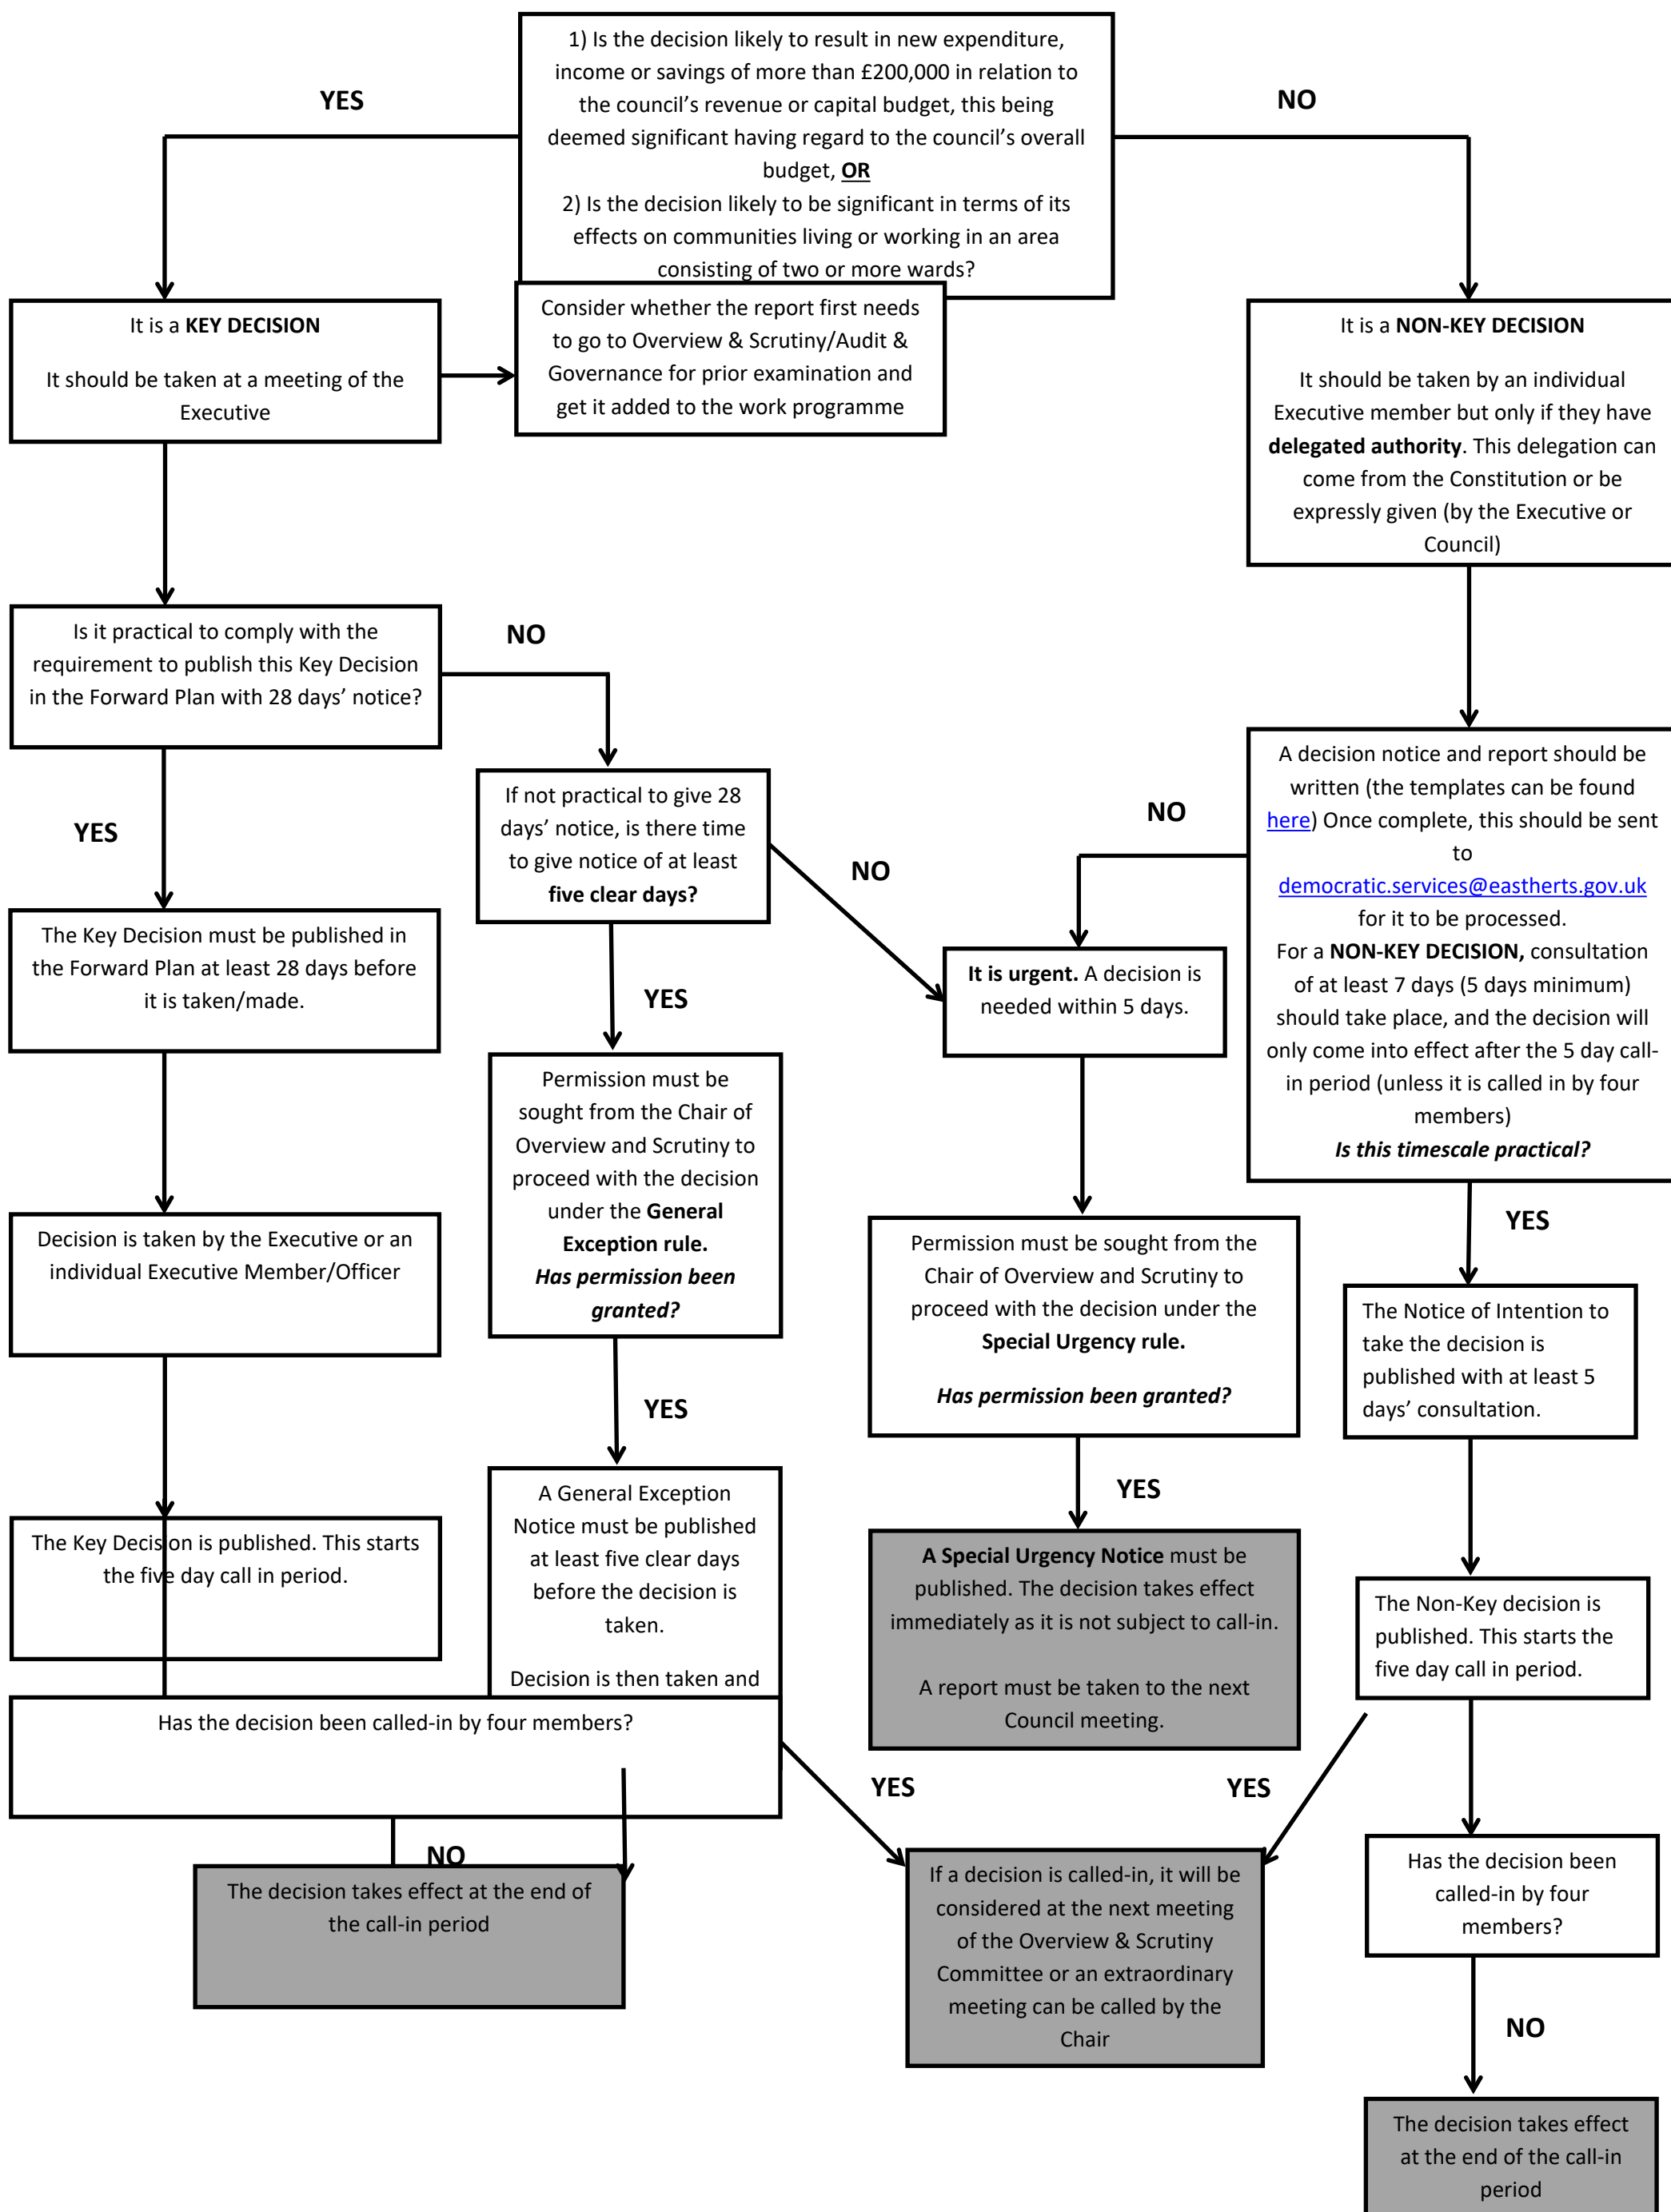 1) Is the decision likely to result in new expenditure,
income or savings of more than £200,000 in relation to
the council’s revenue or capital budget, this being
deemed significant having regard to the council’s overall
budget, OR
2) Is the decision likely to be significant in terms of its
effects on communities living or working in an area
consisting of two or more wards?
YES
NO
It is a KEY DECISION
It should be taken at a meeting of the
Executive
Consider whether the report first needs
to go to Overview & Scrutiny/Audit &
Governance for prior examination and
get it added to the work programme
It is a NON-KEY DECISION
It should be taken by an individual
Executive member but only if they have
delegated authority. This delegation can
come from the Constitution or be
expressly given (by the Executive or
Council)
Is it practical to comply with the
requirement to publish this Key Decision
in the Forward Plan with 28 days’ notice?
NO
YES
If not practical to give 28
days’ notice, is there time
to give notice of at least
five clear days?
NO
YES
A decision notice and report should be
written (the templates can be found
here) Once complete, this should be sent
to
democratic.services@eastherts.gov.uk
for it to be processed.
For a NON-KEY DECISION, consultation
of at least 7 days (5 days minimum)
should take place, and the decision will
only come into effect after the 5 day call-
in period (unless it is called in by four
members)
Is this timescale practical?
NO
YES
The Key Decision must be published in
the Forward Plan at least 28 days before
it is taken/made.
It is urgent. A decision is
needed within 5 days.
Permission must be
sought from the Chair of
Overview and Scrutiny to
proceed with the decision
under the General
Exception rule.
Has permission been
granted?
YES
Decision is taken by the Executive or an
individual Executive Member/Officer
Permission must be sought from the
Chair of Overview and Scrutiny to
proceed with the decision under the
Special Urgency rule.
Has permission been granted?
YES
The Notice of Intention to
take the decision is
published with at least 5
days’ consultation.
The Key Decision is published. This starts
the five day call in period.
A General Exception
Notice must be published
at least five clear days
before the decision is
taken.
Decision is then taken and
A Special Urgency Notice must be
published. The decision takes effect
immediately as it is not subject to call-in.
A report must be taken to the next
Council meeting.
The Non-Key decision is
published. This starts the
five day call in period.
Has the decision been called-in by four members?
YES
YES
NO
The decision takes effect at the end of
the call-in period
If a decision is called-in, it will be
considered at the next meeting
of the Overview & Scrutiny
Committee or an extraordinary
meeting can be called by the
Chair
Has the decision been
called-in by four
members?
NO
The decision takes effect
at the end of the call-in
period